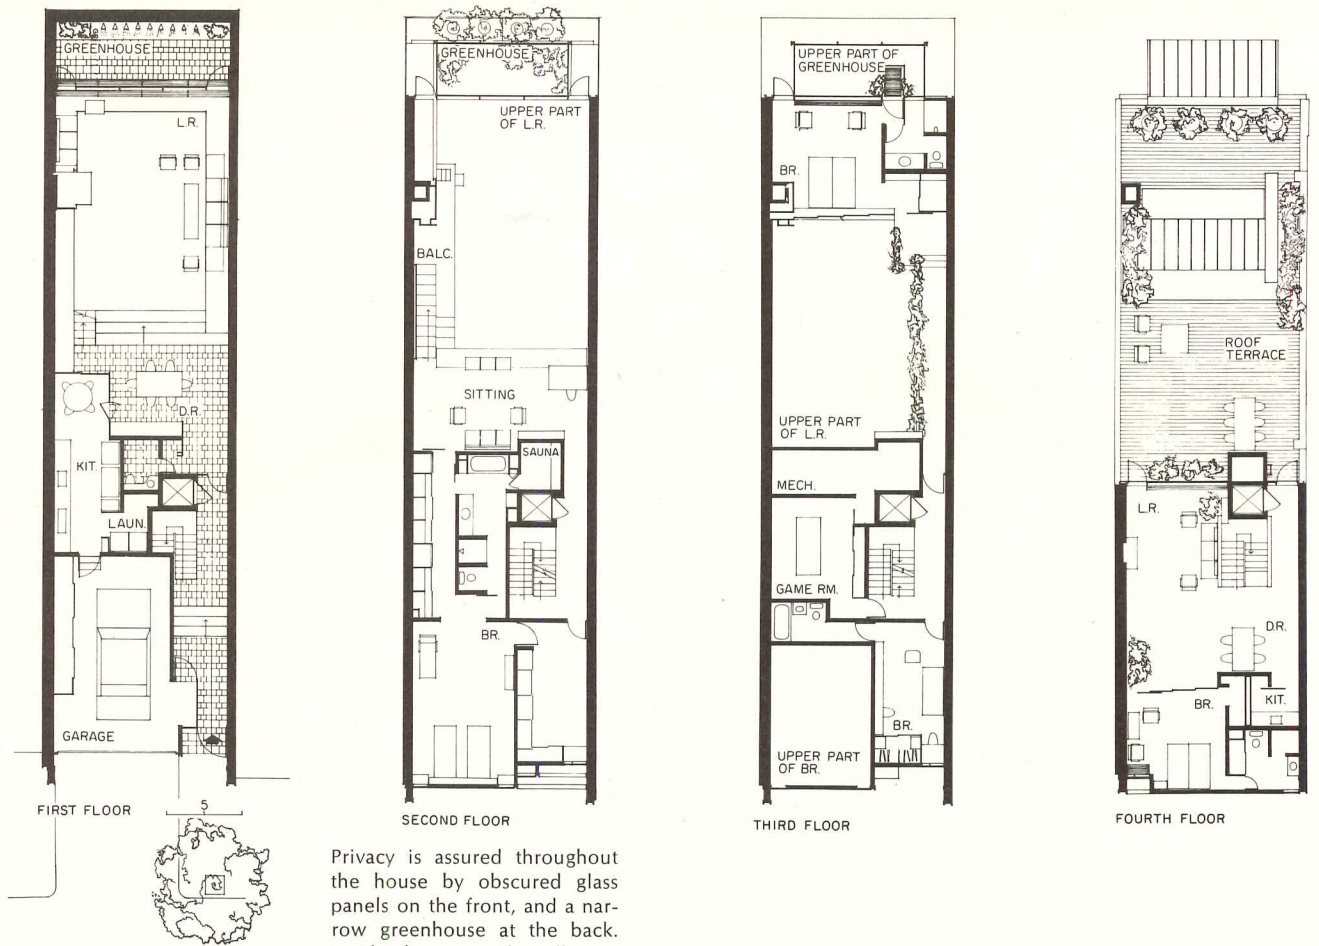 GREENHOUSE
L.R.
D.R.
KIT.
LAUN.
GARAGE
FIRST FLOOR
5
GREENHOUSE
UPPER PART
OF L.R.
BALC.
SITTING
SAUNA
BR.
SECOND FLOOR
UPPER PART OF
GREENHOUSE
BR.
UPPER PART
OF L.R.
MECH.
GAME RM.
BR.
UPPER PART
OF BR.
THIRD FLOOR
ROOF
TERRACE
L.R.
D.R.
BR.
KIT.
FOURTH FLOOR
Privacy is assured throughout
the house by obscured glass
panels on the front, and a nar-
row greenhouse at the back.